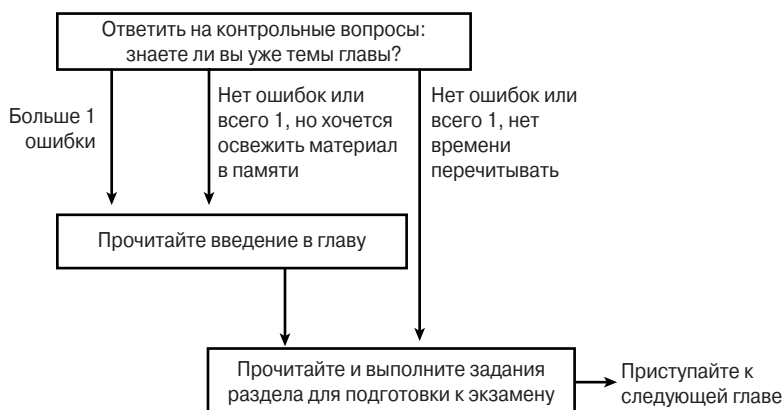 Ответить на контрольные вопросы:
знаете ли вы уже темы главы?
Больше 1
ошибки
Нет ошибок или
всего 1, но хочется
освежить материал
в памяти
Нет ошибок или
всего 1, нет
времени
перечитывать
Прочитайте введение в главу
Прочитайте и выполните задания
раздела для подготовки к экзамену
Приступайте к
следующей главе